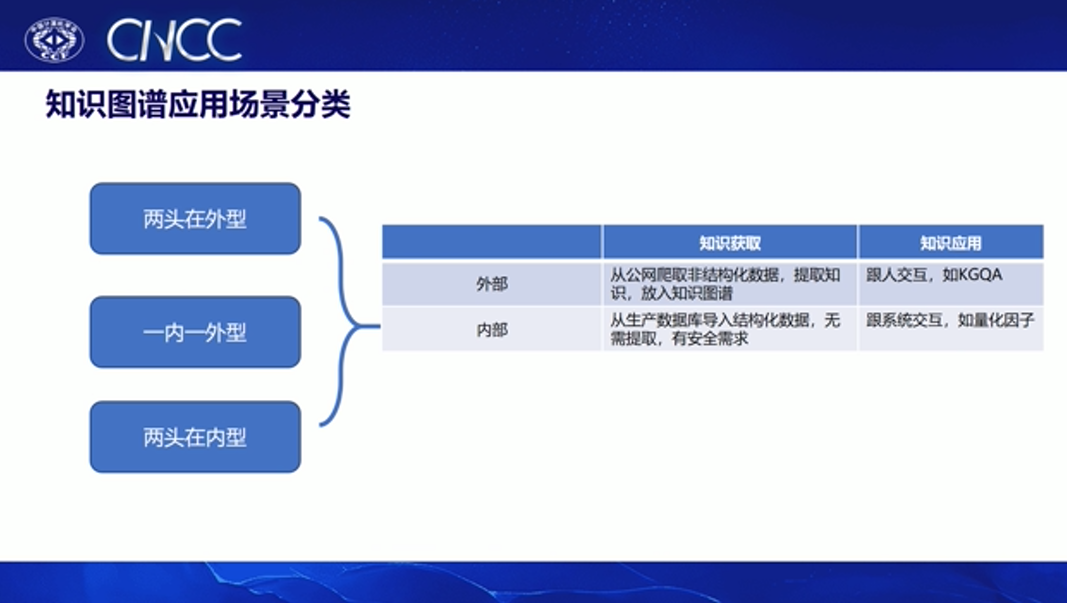 CCF
CNCC
知识图谱应用场景分类
两头在外型
一内一外型
两头在内型
知识获取
知识应用
外部
从公网爬取非结构化数据，提取知
识，放入知识图谱
跟人交互，如KGQA
内部
从生产数据库导入结构化数据，无
需提取，有安全需求
跟系统交互，如量化因子